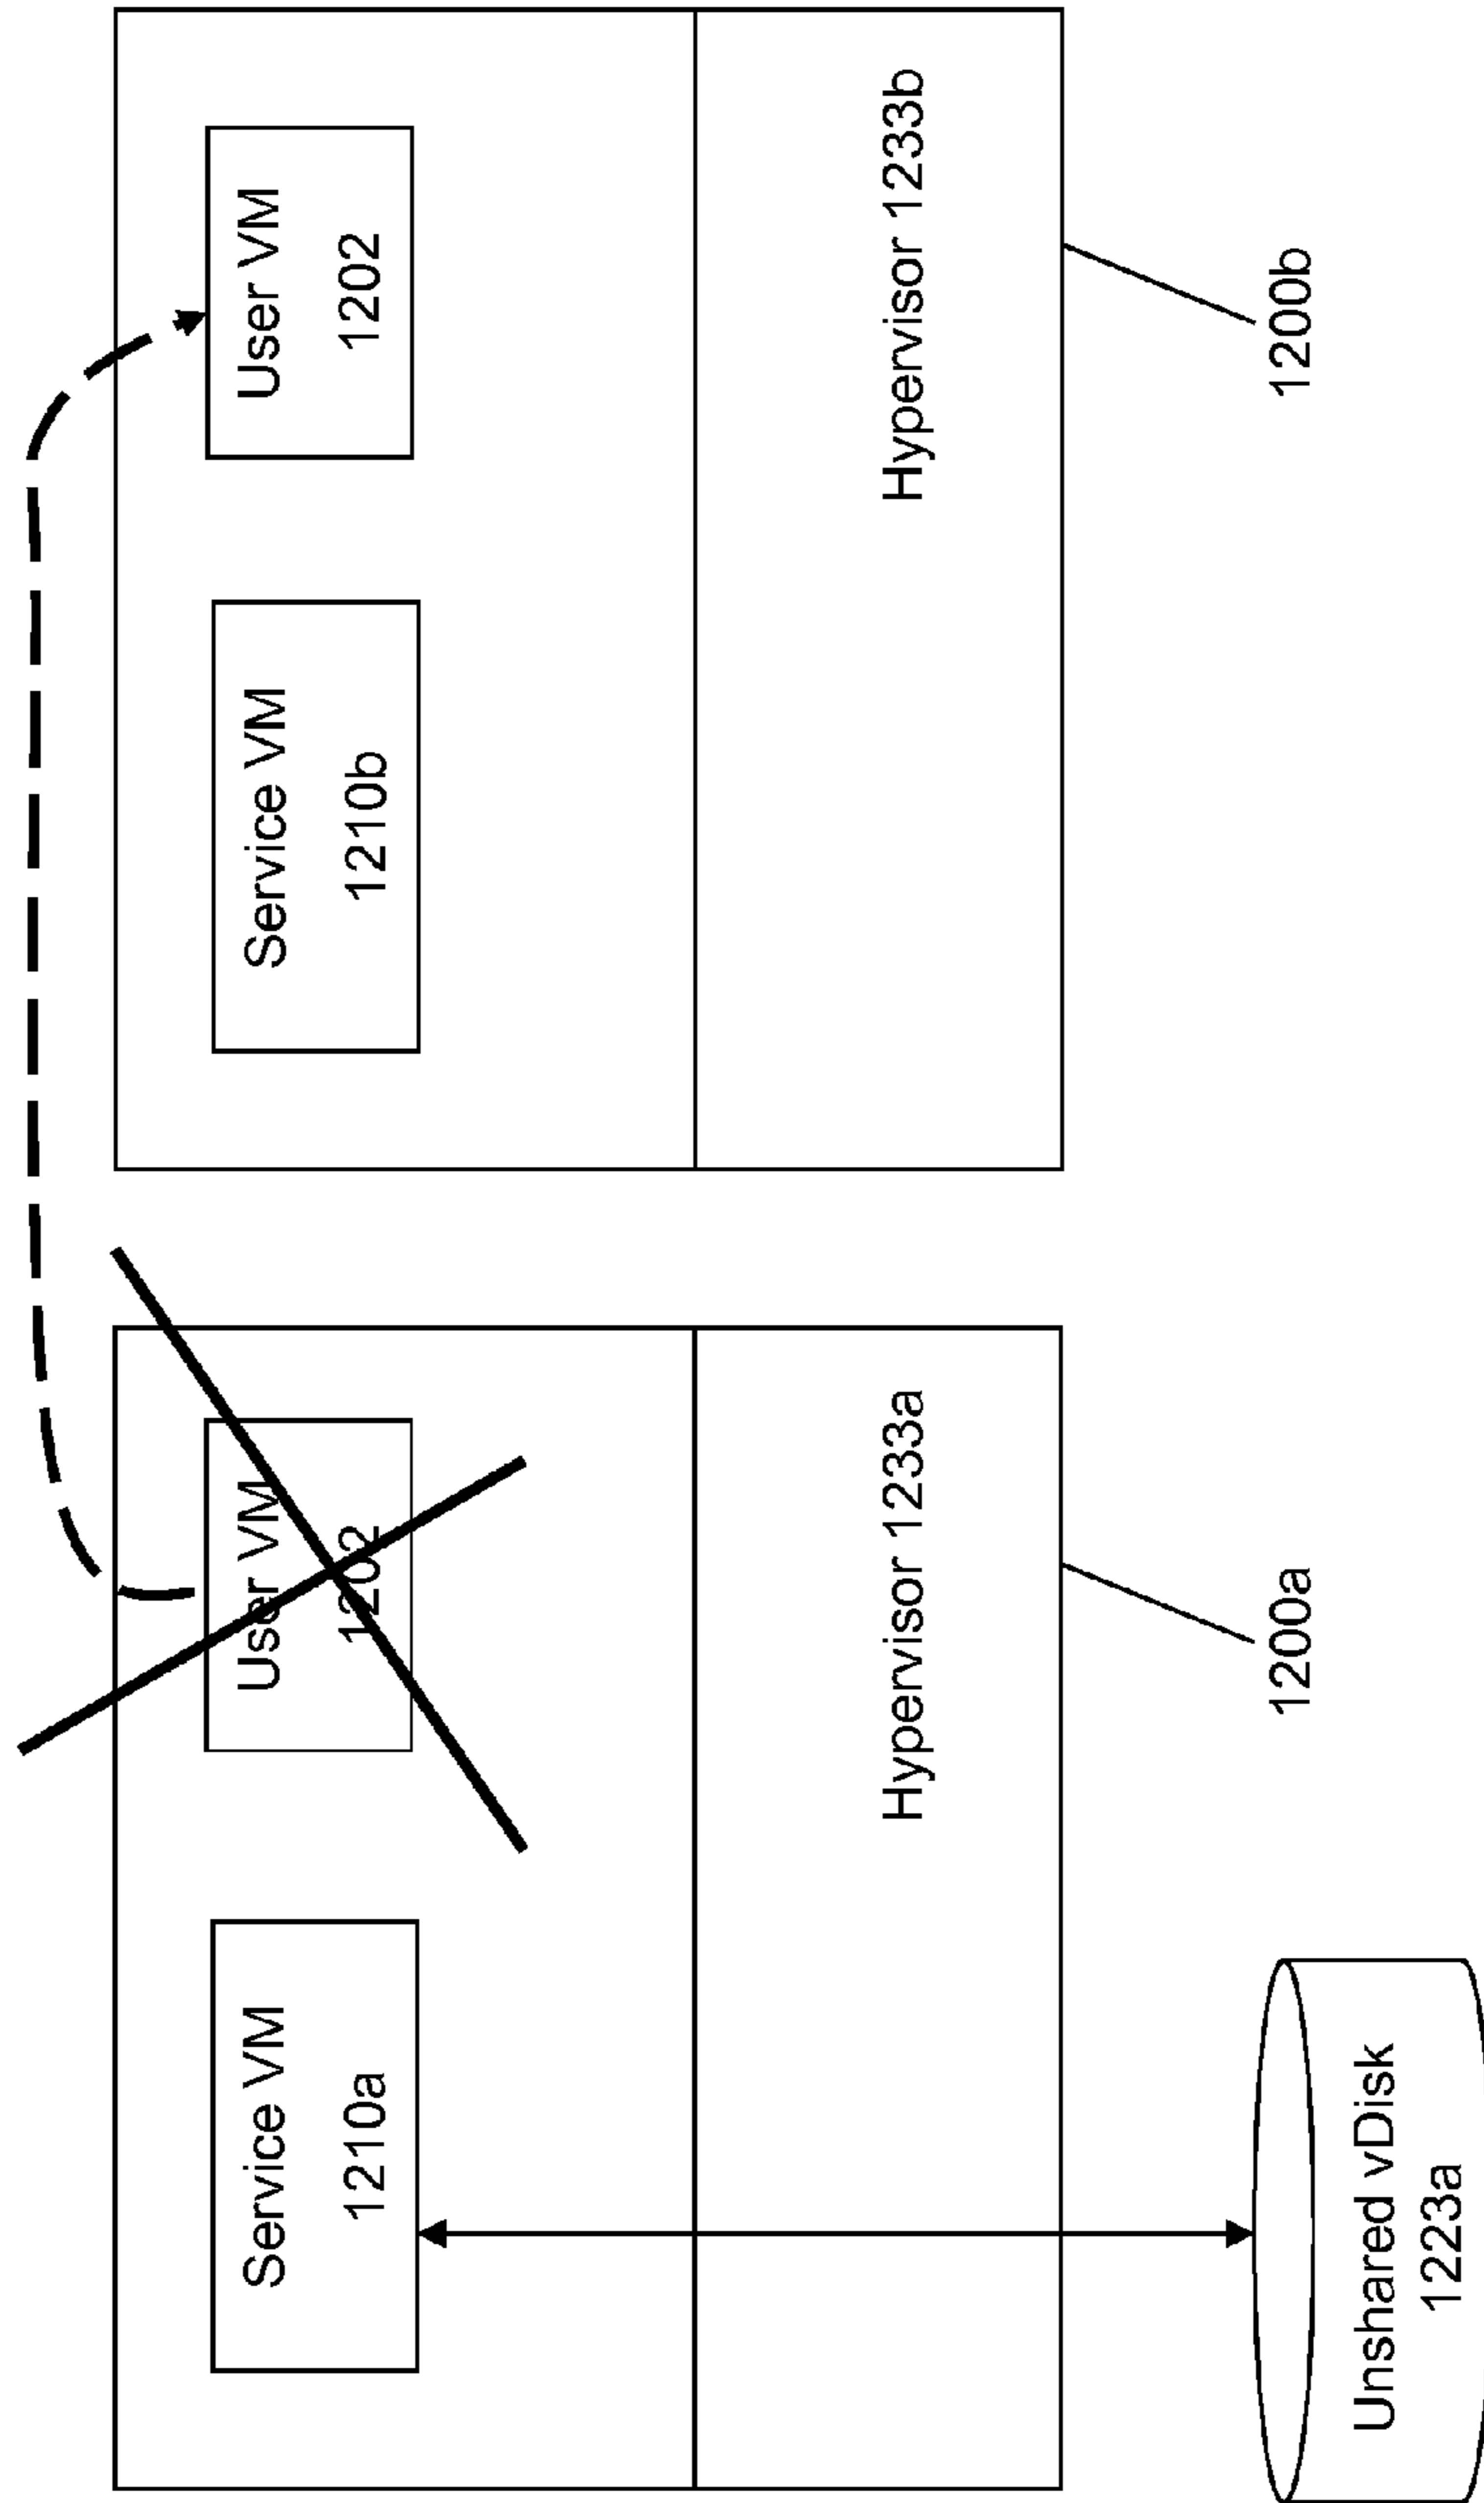 Service VM
1210a
User VM
1202
Service VM
1210b
User VM
1202
Hypervisor 1233a
Hypervisor 1233b
1200a
1200b
Unshared vDisk
1223a